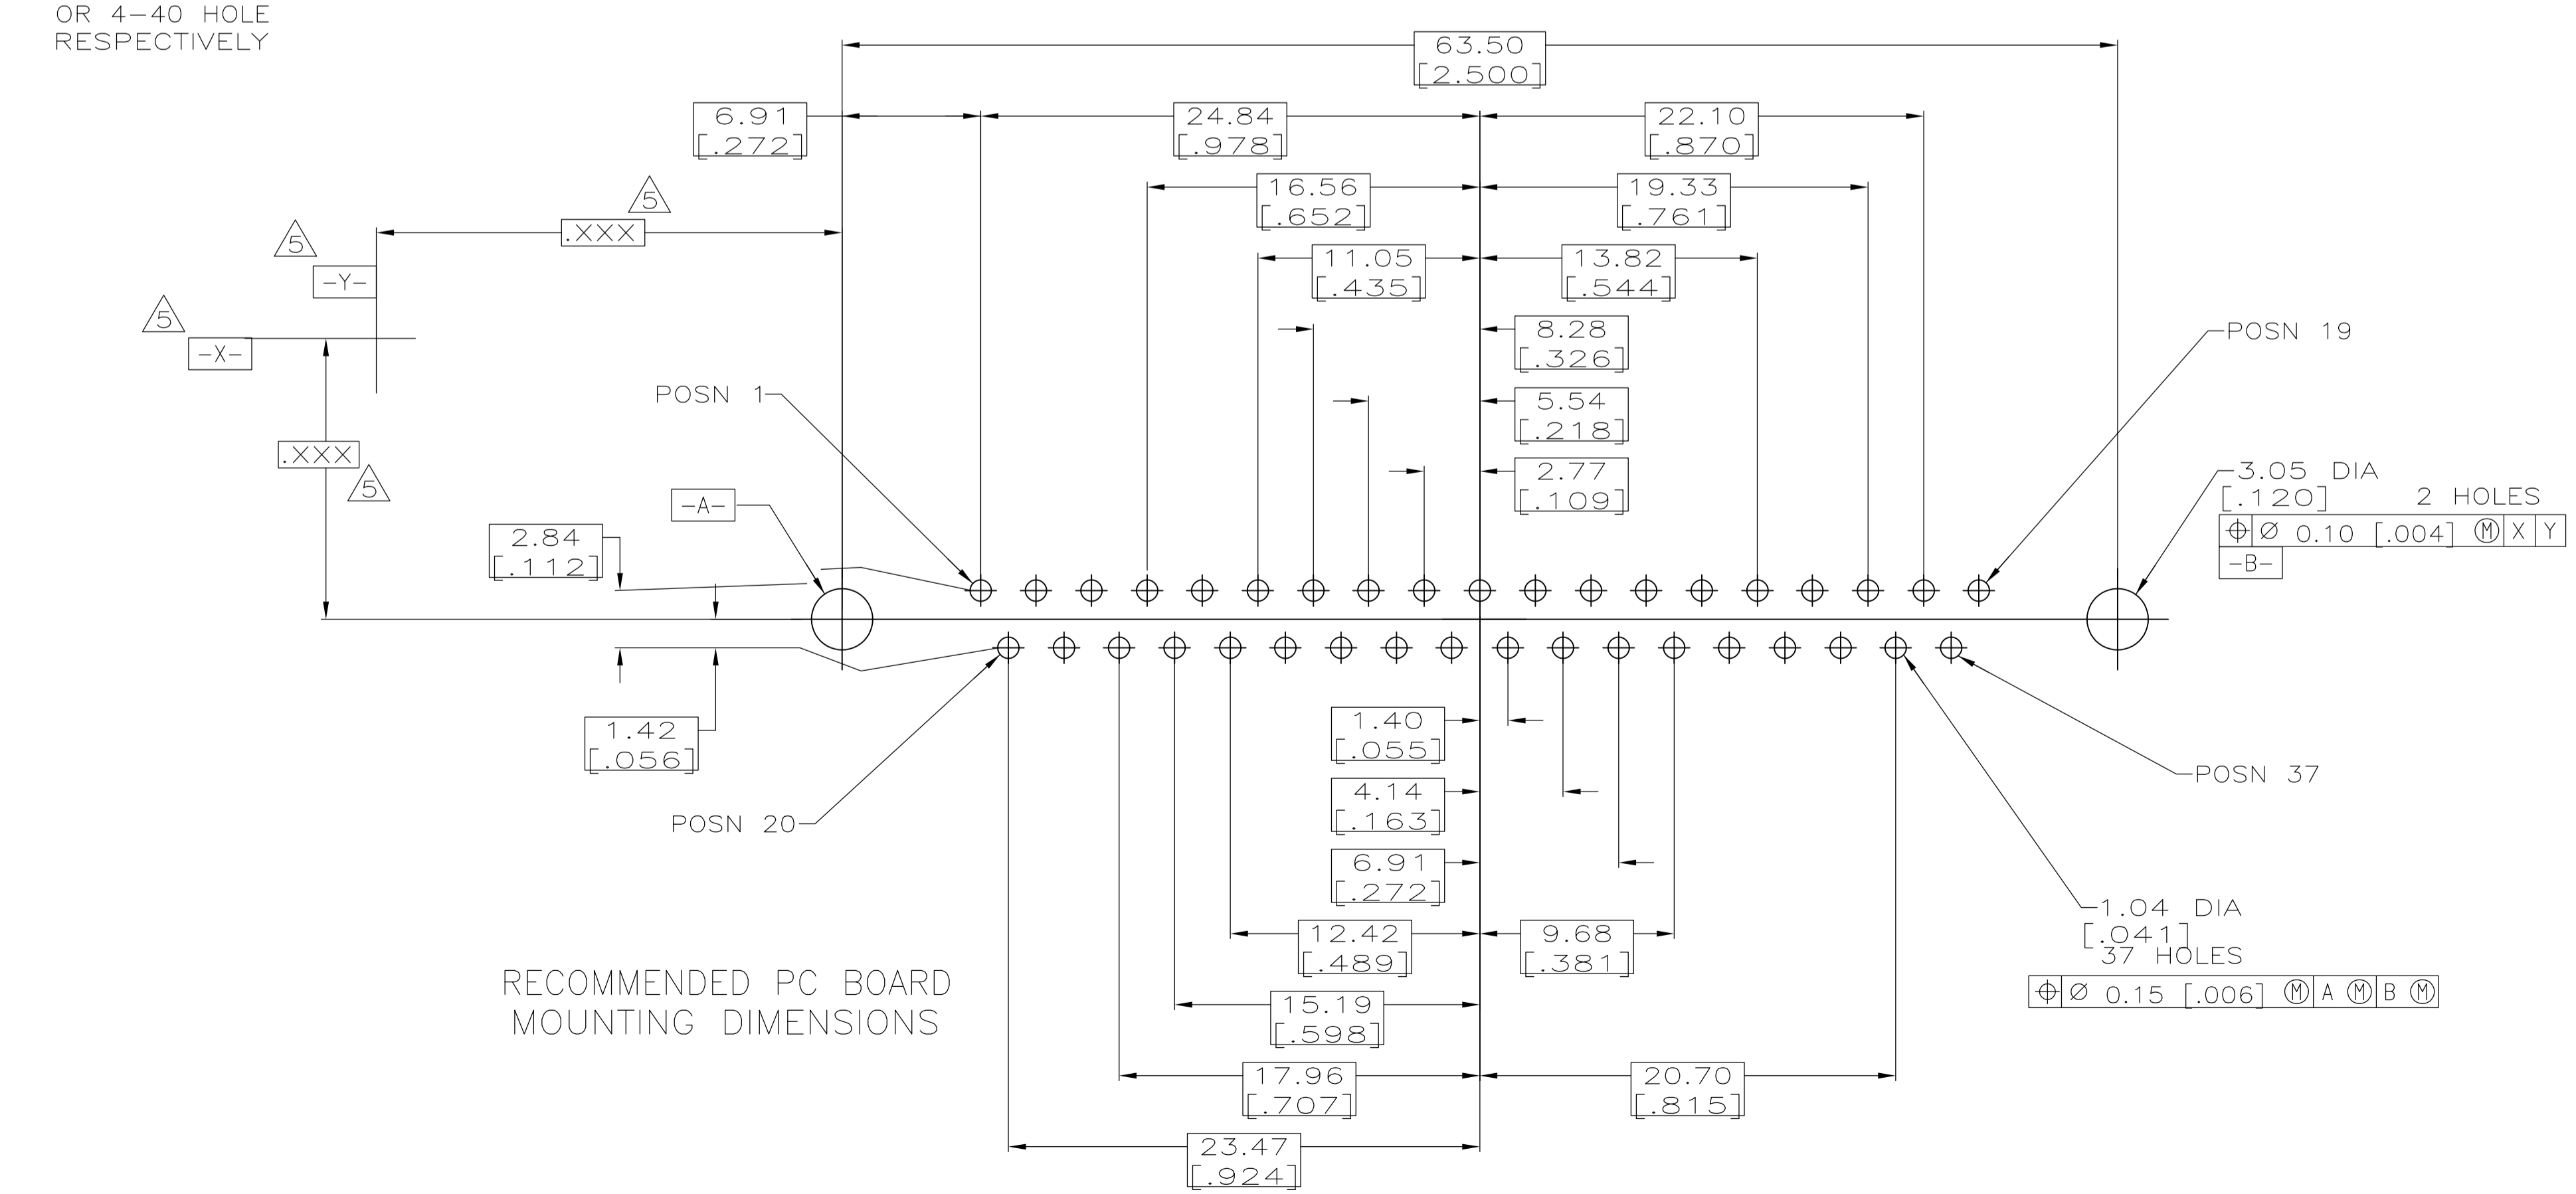 OR 4-40 HOLE
RESPECTIVELY
63.50
[2.500]
6.91
[.272]
24.84
[.978]
22.10
[.870]
16.56
[.652]
19.33
[.761]
5
.XXX
5
-Y-
11.05
[.435]
13.82
[.544]
5
-X-
8.28
[.326]
POSN 19
POSN 1
5.54
[.218]
.XXX
5
2.77
[.109]
3.05 DIA
[.120] 2 HOLES
⌖ Ø 0.10 [.004] Ⓜ X Y
-B-
-A-
2.84
[.112]
1.42
[.056]
1.40
[.055]
POSN 37
4.14
[.163]
POSN 20
6.91
[.272]
1.04 DIA
[.041]
37 HOLES
⌖ Ø 0.15 [.006] Ⓜ A Ⓜ B Ⓜ
12.42
[.489]
9.68
[.381]
RECOMMENDED PC BOARD
MOUNTING DIMENSIONS
15.19
[.598]
17.96
[.707]
20.70
[.815]
23.47
[.924]